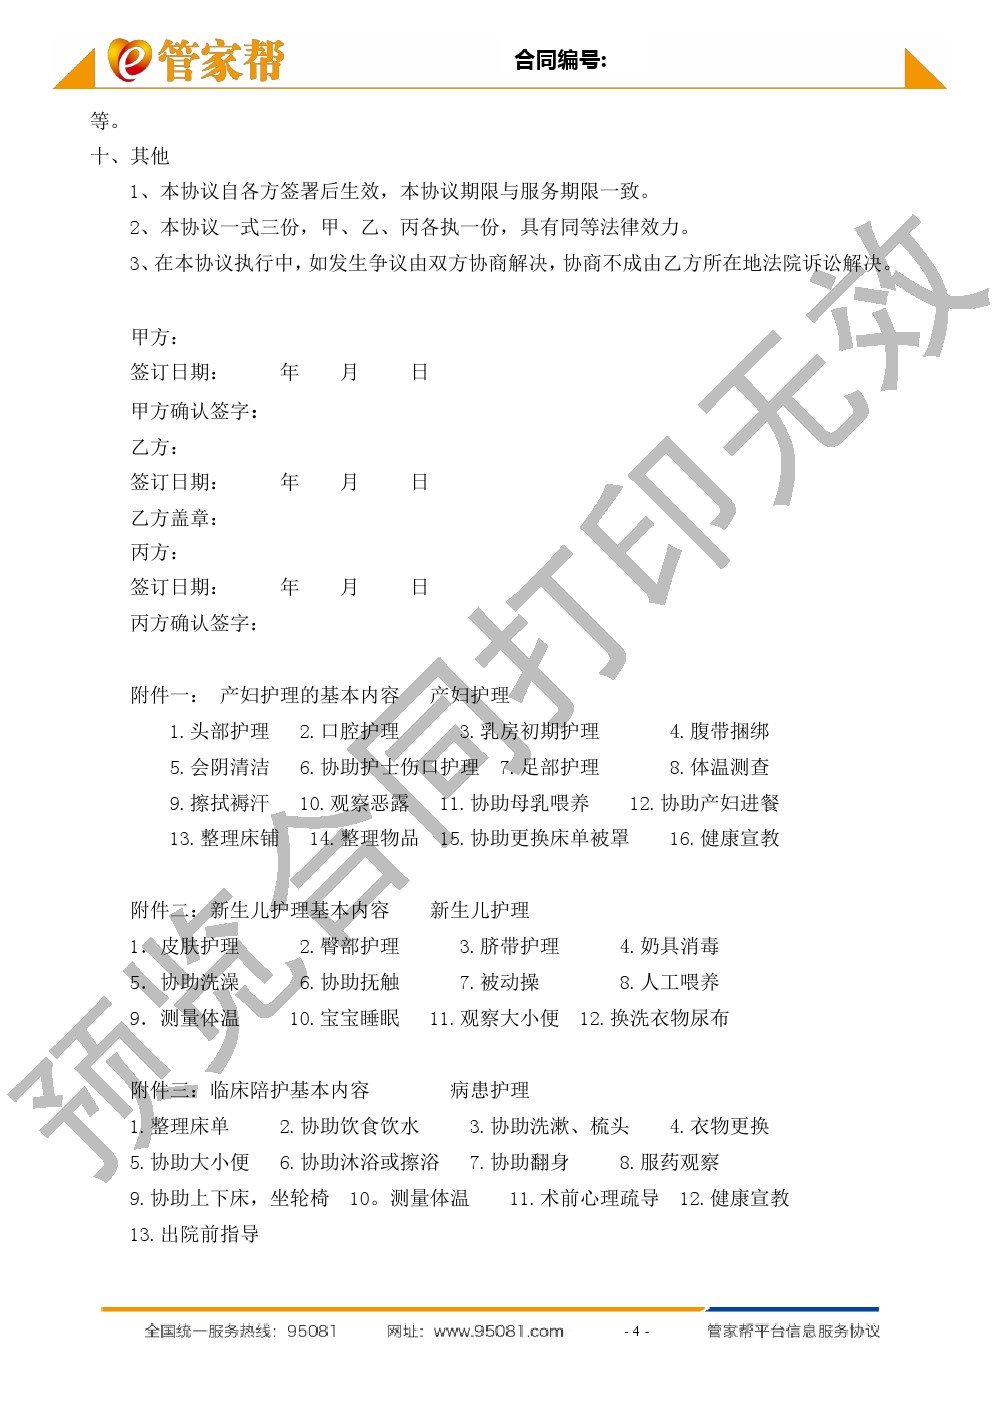 e管家帮
合同编号:
等。
十、其他
1、本协议自各方签署后生效，本协议期限与服务期限一致。
2、本协议一式三份，甲、乙、丙各执一份，具有同等法律效力。
3、在本协议执行中，如发生争议由双方协商解决，协商不成由乙方所在地法院诉讼解决。
甲方：
签订日期： 年 月 日
甲方确认签字：
乙方：
签订日期： 年 月 日
乙方盖章：
丙方：
签订日期： 年 月 日
丙方确认签字：
附件一： 产妇护理的基本内容 产妇护理
1.头部护理 2.口腔护理 3.乳房初期护理 4.腹带捆绑
5.会阴清洁 6.协助护士伤口护理 7.足部护理 8.体温测查
9.擦拭褥汗 10.观察恶露 11.协助母乳喂养 12.协助产妇进餐
13.整理床铺 14.整理物品 15.协助更换床单被罩 16.健康宣教
附件二：新生儿护理基本内容 新生儿护理
1．皮肤护理 2.臀部护理 3.脐带护理 4.奶具消毒
5．协助洗澡 6.协助抚触 7.被动操 8.人工喂养
9．测量体温 10.宝宝睡眠 11.观察大小便 12.换洗衣物尿布
附件三：临床陪护基本内容 病患护理
1.整理床单 2.协助饮食饮水 3.协助洗漱、梳头 4.衣物更换
5.协助大小便 6.协助沐浴或擦浴 7.协助翻身 8.服药观察
9.协助上下床，坐轮椅 10。测量体温 11.术前心理疏导 12.健康宣教
13.出院前指导
预览合同打印无效
全国统一服务热线：95081 网址：www.95081.com - 4 - 管家帮平台信息服务协议